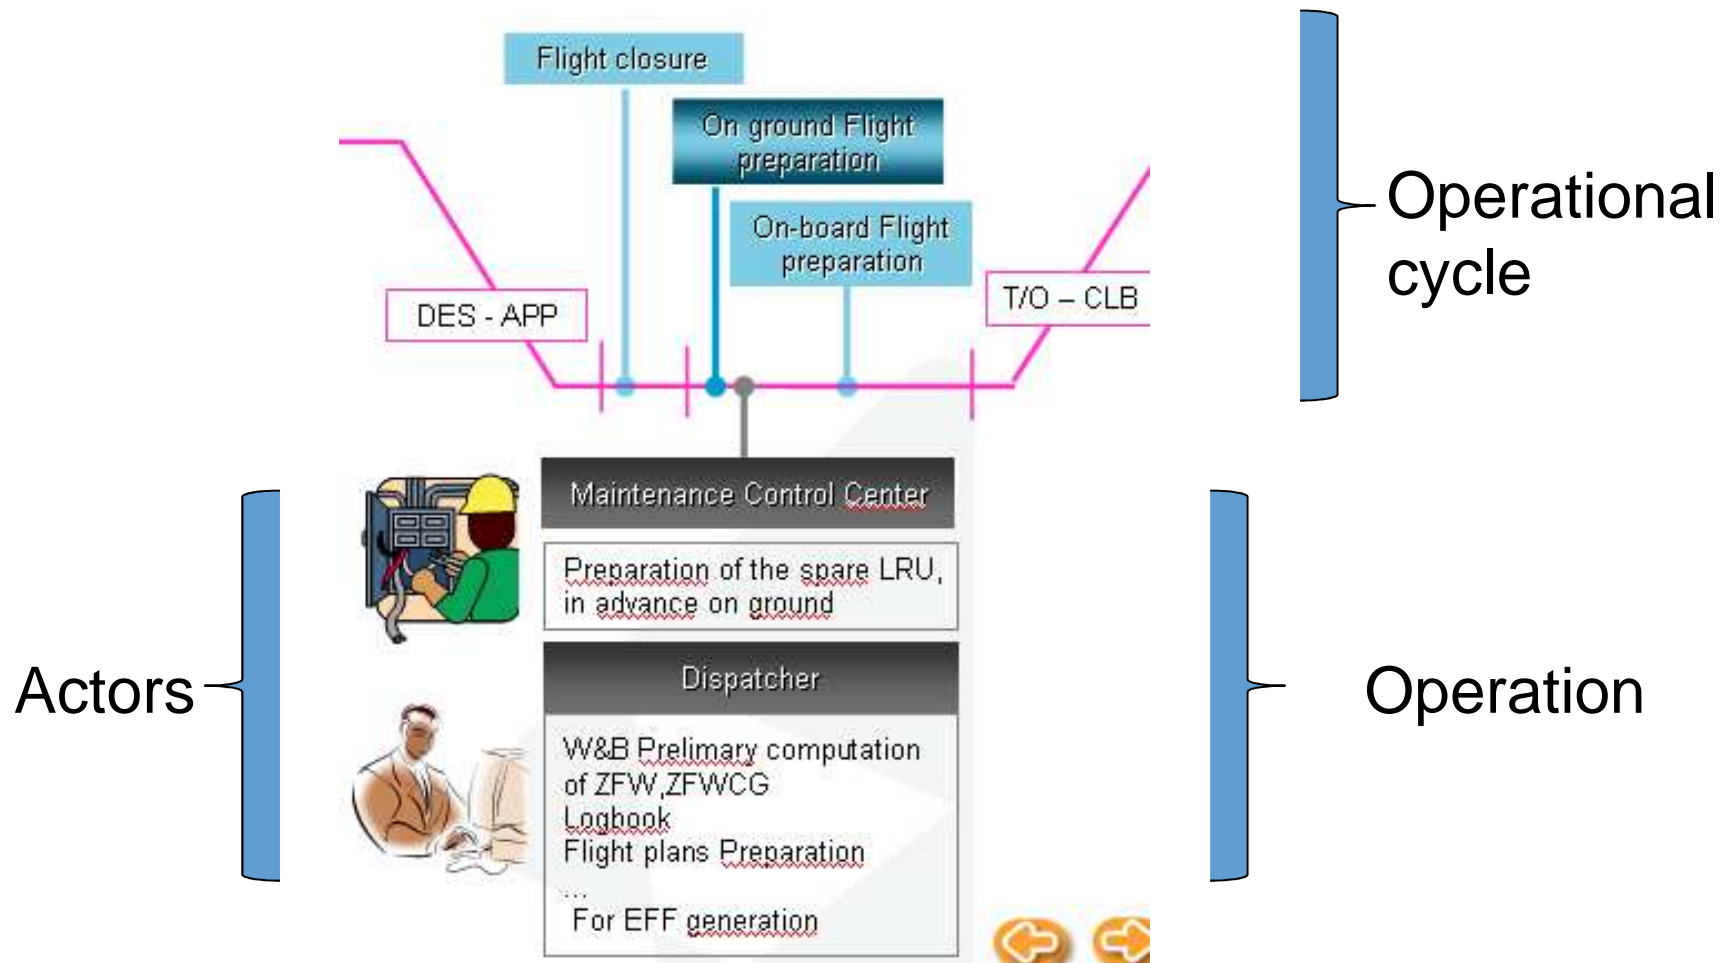 Flight closure
On ground Flight
preparation
On-board Flight
preparation
Operational
cycle
DES - APP
T/O – CLB
Maintenance Control Center
Preparation of the spare LRU,
in advance on ground
Actors
Dispatcher
Operation
W&B Prelimary computation
of ZFW,ZFWCG
Logbook
Flight plans Preparation
...
For EFF generation